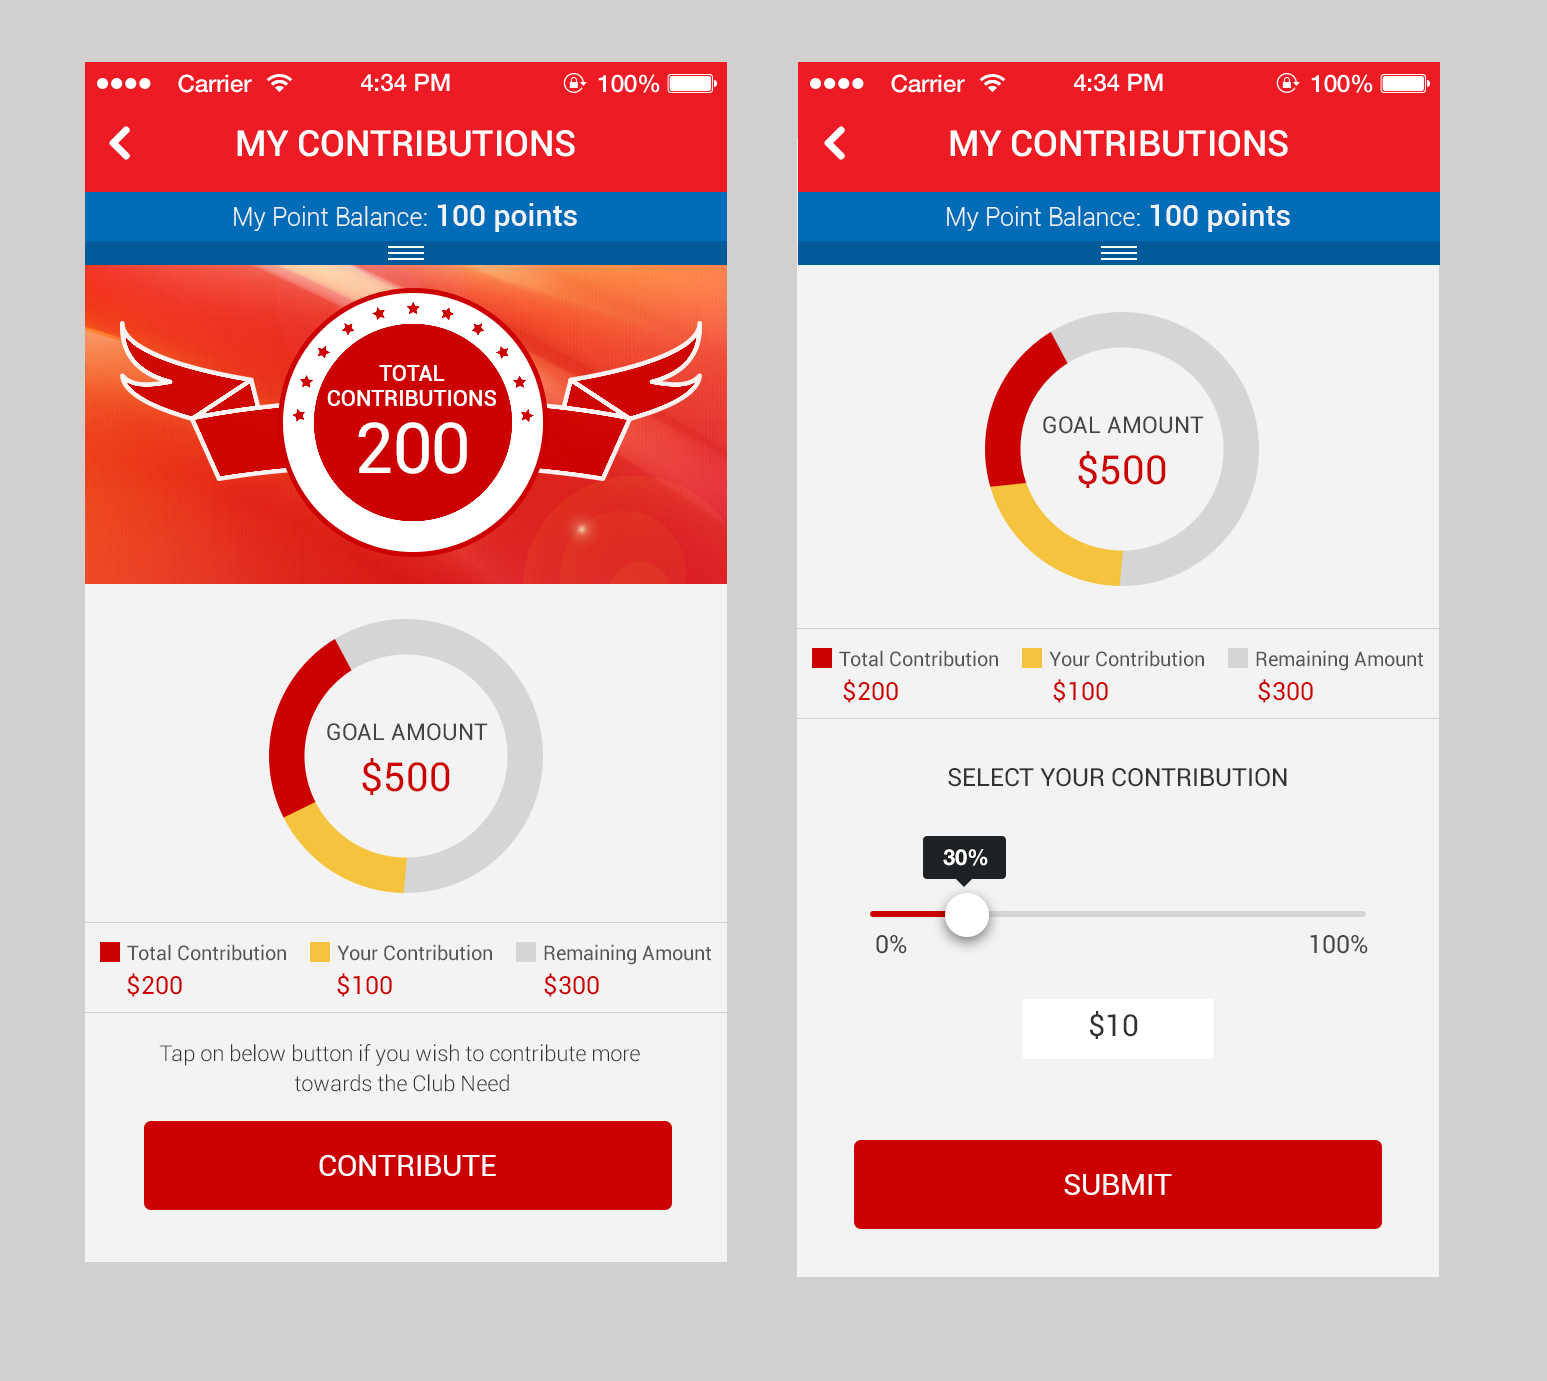 Carrier 4:34 PM 100%
MY CONTRIBUTIONS
My Point Balance: 100 points
TOTAL
CONTRIBUTIONS
200
GOAL AMOUNT
$500
Total Contribution Your Contribution Remaining Amount
$200 $100 $300
Tap on below button if you wish to contribute more
towards the Club Need
CONTRIBUTE
Carrier 4:34 PM 100%
MY CONTRIBUTIONS
My Point Balance: 100 points
GOAL AMOUNT
$500
Total Contribution Your Contribution Remaining Amount
$200 $100 $300
SELECT YOUR CONTRIBUTION
30%
0% 100%
$10
SUBMIT